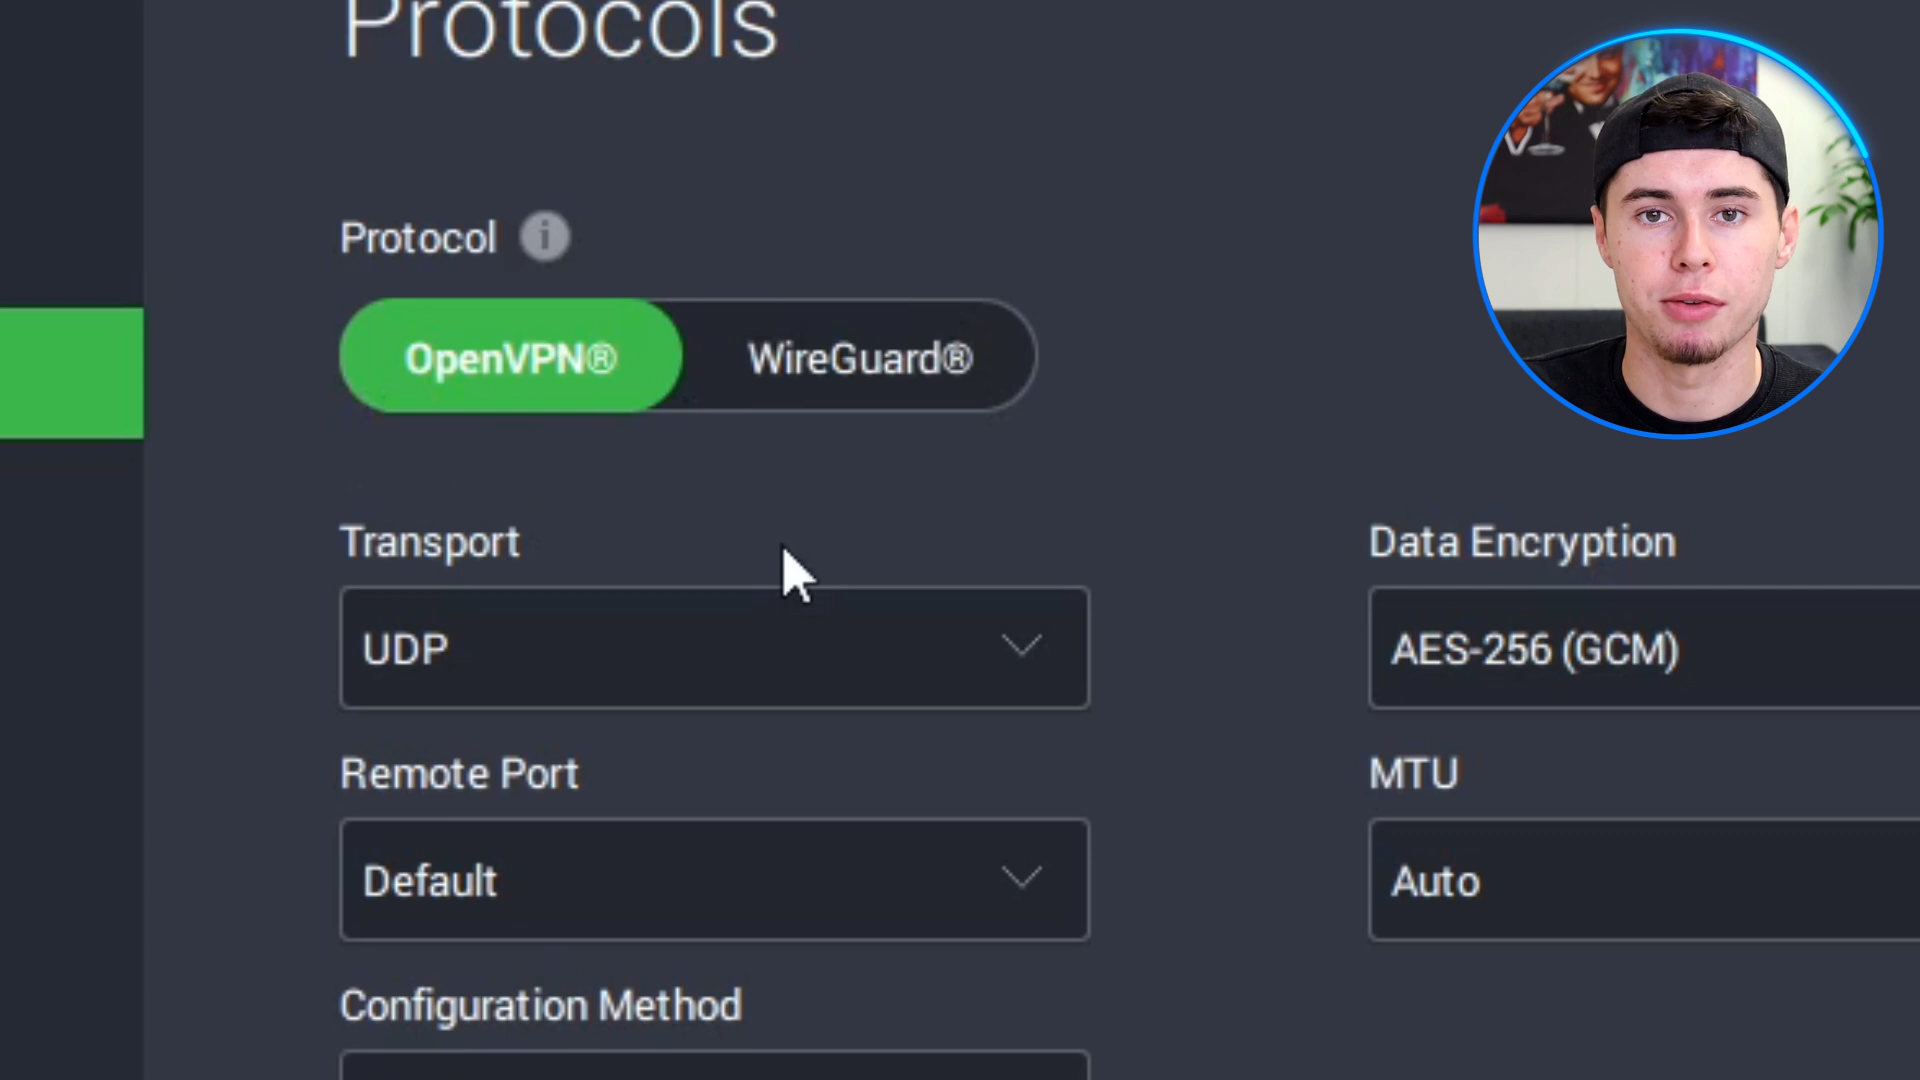 Protocols
Protocol i
OpenVPN® WireGuard®
Transport
UDP
Data Encryption
AES-256 (GCM)
Remote Port
Default
MTU
Auto
Configuration Method